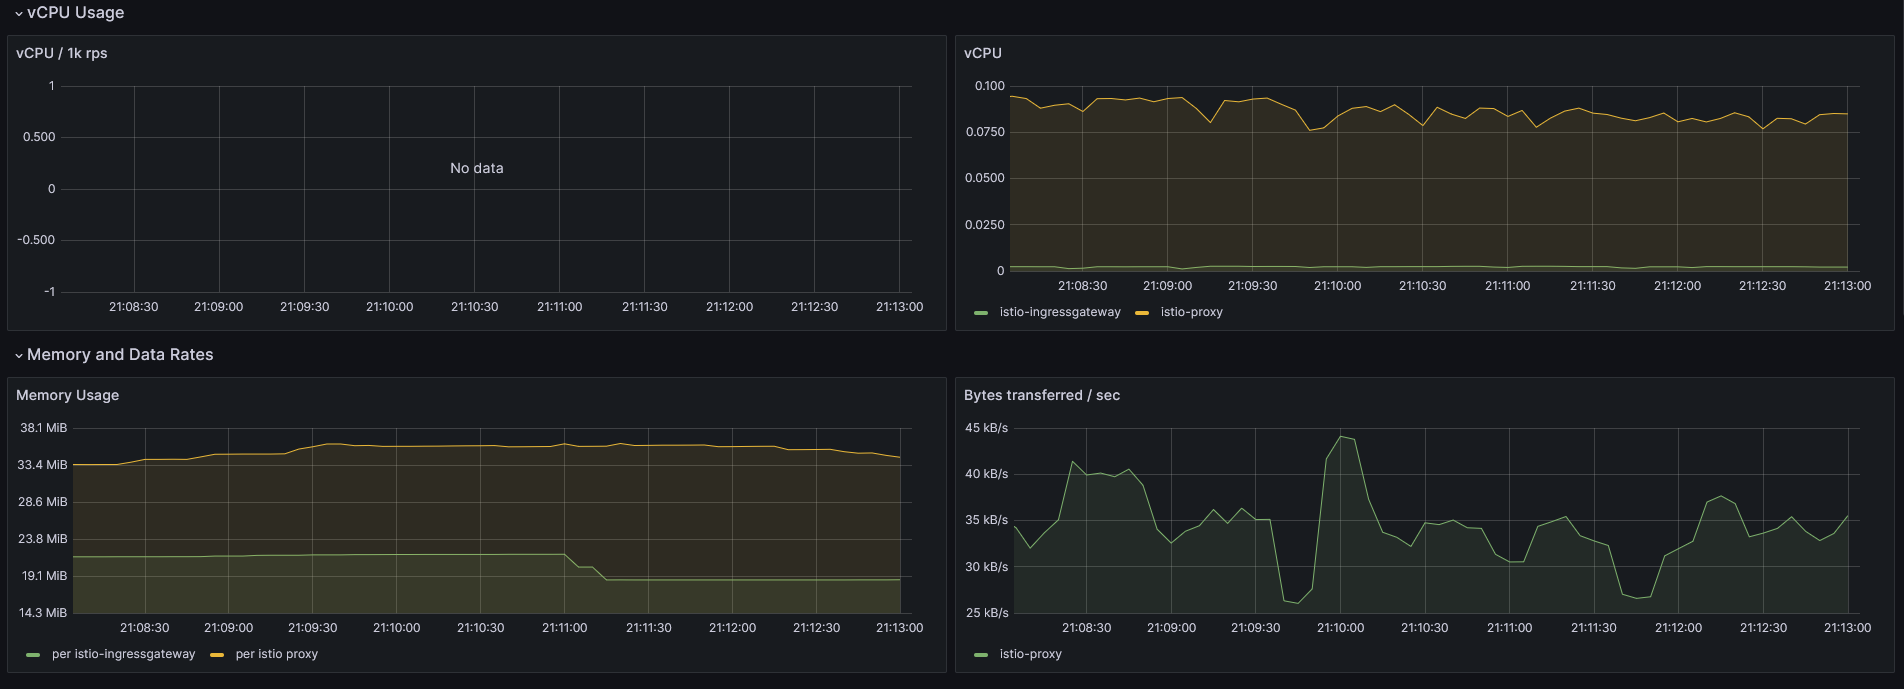 vCPU Usage
vCPU / 1k rps
1
0.500
0
-0.500
-1
No data
21:08:30 21:09:00 21:09:30 21:10:00 21:10:30 21:11:00 21:11:30 21:12:00 21:12:30 21:13:00
vCPU
0.100
0.0750
0.0500
0.0250
0
21:08:30 21:09:00 21:09:30 21:10:00 21:10:30 21:11:00 21:11:30 21:12:00 21:12:30 21:13:00
istio-ingressgateway istio-proxy
Memory and Data Rates
Memory Usage
38.1 MiB
33.4 MiB
28.6 MiB
23.8 MiB
19.1 MiB
14.3 MiB
21:08:30 21:09:00 21:09:30 21:10:00 21:10:30 21:11:00 21:11:30 21:12:00 21:12:30 21:13:00
per istio-ingressgateway per istio proxy
Bytes transferred / sec
45 kB/s
40 kB/s
35 kB/s
30 kB/s
25 kB/s
21:08:30 21:09:00 21:09:30 21:10:00 21:10:30 21:11:00 21:11:30 21:12:00 21:12:30 21:13:00
istio-proxy